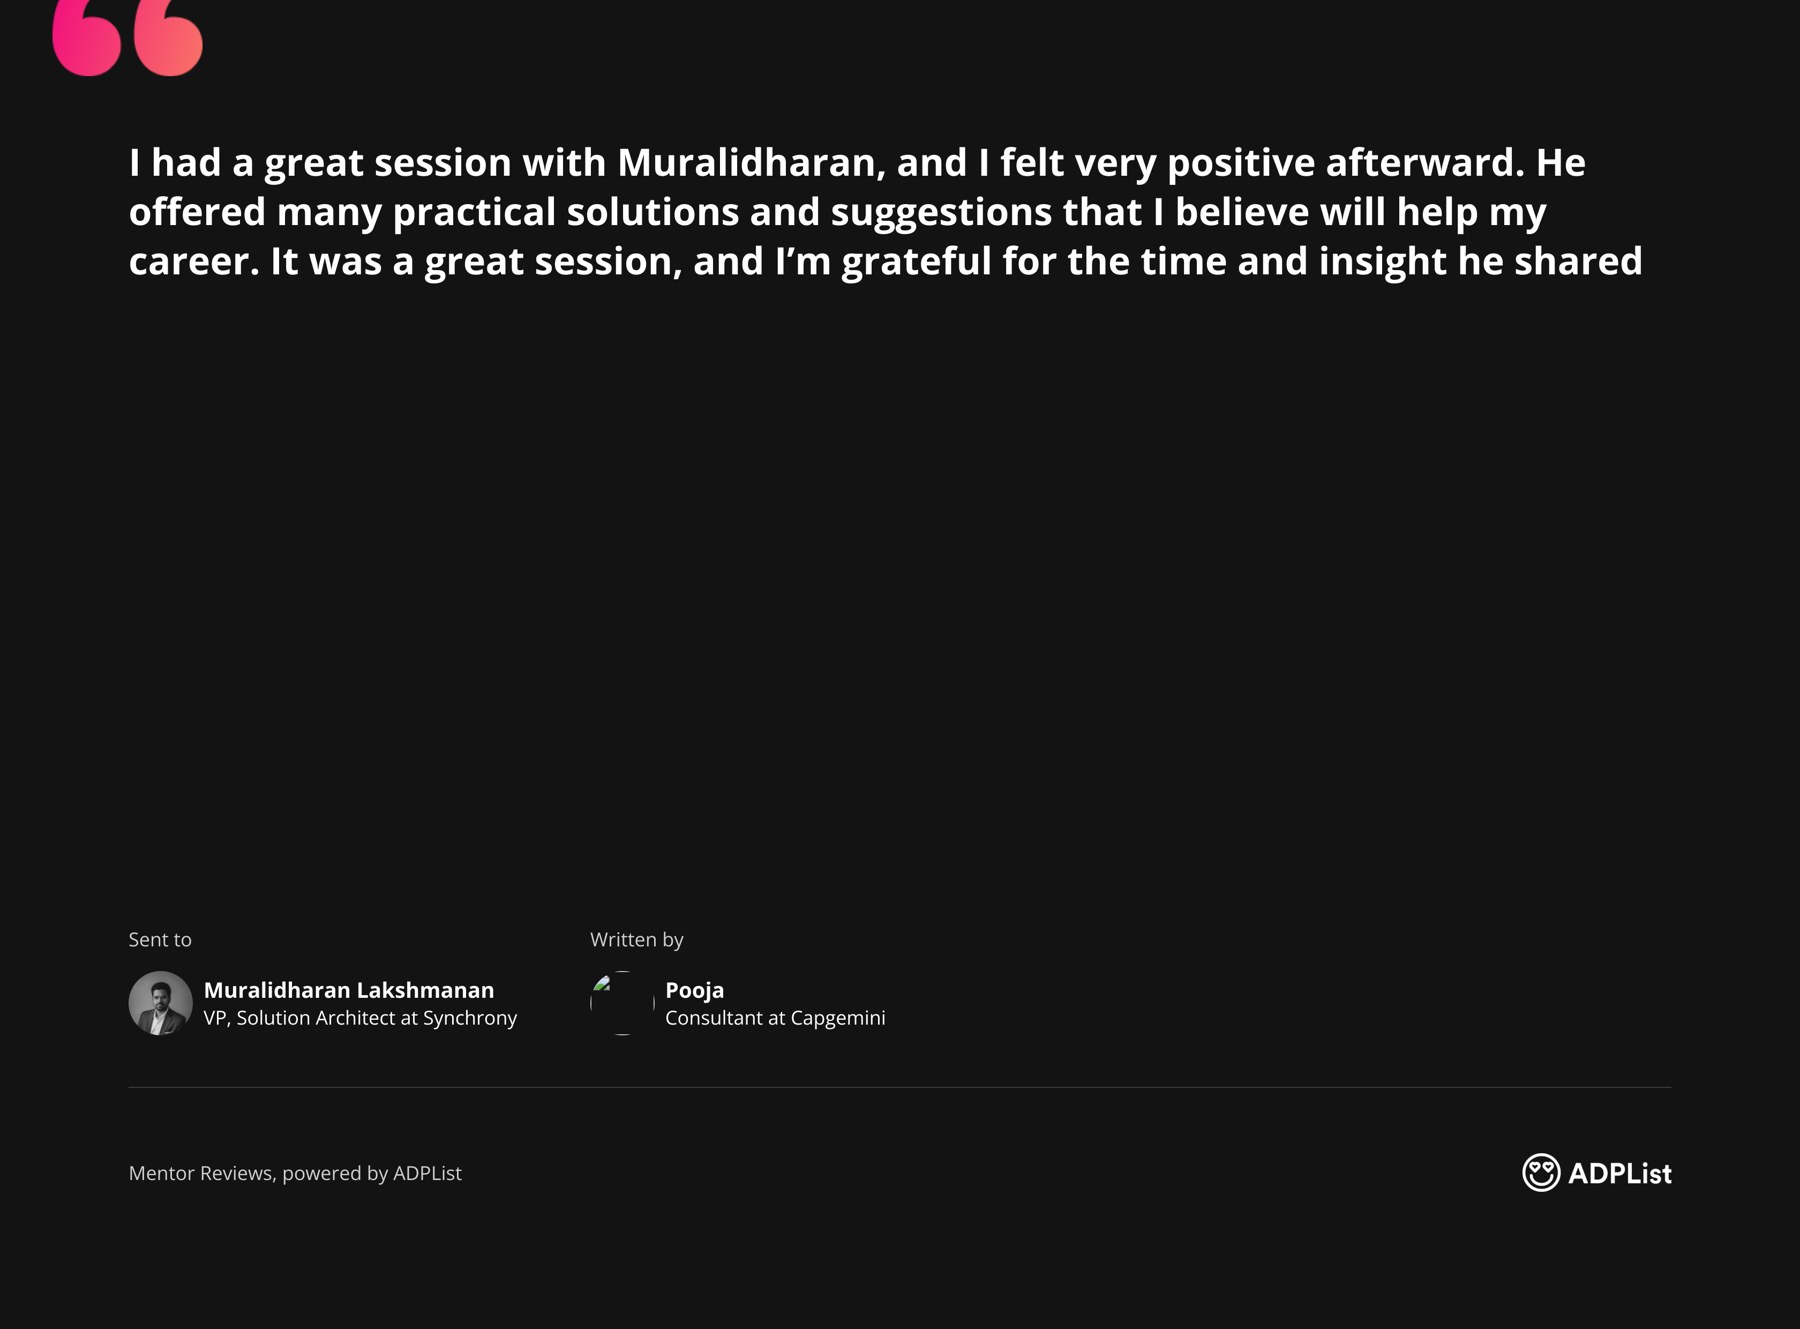 I had a great session with Muralidharan, and I felt very positive afterward. He
offered many practical solutions and suggestions that I believe will help my
career. It was a great session, and I’m grateful for the time and insight he shared
Sent to
Muralidharan Lakshmanan
VP, Solution Architect at Synchrony
Written by
Pooja
Consultant at Capgemini
Mentor Reviews, powered by ADPList
ADPList